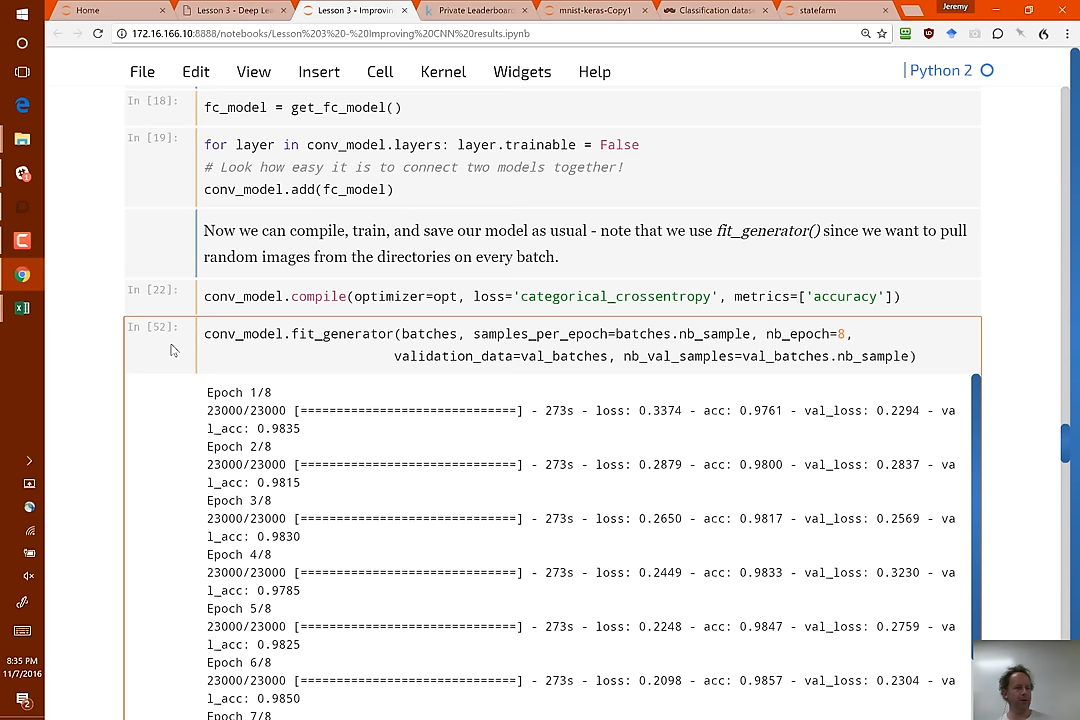 Home
Lesson 3 - Deep Le
Lesson 3 - Improvin
Private Leaderboard
mnist-keras-Copy1
Classification datas
statefarm
Jeremy
172.16.166.10:8888/notebooks/Lesson%203%20-%20Improving%20CNN%20results.ipynb
File Edit View Insert Cell Kernel Widgets Help
Python 2
In [18]:
fc_model = get_fc_model()
In [19]:
for layer in conv_model.layers: layer.trainable = False
# Look how easy it is to connect two models together!
conv_model.add(fc_model)
Now we can compile, train, and save our model as usual - note that we use fit_generator() since we want to pull
random images from the directories on every batch.
In [22]:
conv_model.compile(optimizer=opt, loss='categorical_crossentropy', metrics=['accuracy'])
In [52]:
conv_model.fit_generator(batches, samples_per_epoch=batches.nb_sample, nb_epoch=8,
validation_data=val_batches, nb_val_samples=val_batches.nb_sample)
Epoch 1/8
23000/23000 [==============================] - 273s - loss: 0.3374 - acc: 0.9761 - val_loss: 0.2294 - va
l_acc: 0.9835
Epoch 2/8
23000/23000 [==============================] - 273s - loss: 0.2879 - acc: 0.9800 - val_loss: 0.2837 - va
l_acc: 0.9815
Epoch 3/8
23000/23000 [==============================] - 273s - loss: 0.2650 - acc: 0.9817 - val_loss: 0.2569 - va
l_acc: 0.9830
Epoch 4/8
23000/23000 [==============================] - 273s - loss: 0.2449 - acc: 0.9833 - val_loss: 0.3230 - va
l_acc: 0.9785
Epoch 5/8
23000/23000 [==============================] - 273s - loss: 0.2248 - acc: 0.9847 - val_loss: 0.2759 - va
l_acc: 0.9825
Epoch 6/8
23000/23000 [==============================] - 273s - loss: 0.2098 - acc: 0.9857 - val_loss: 0.2304 - va
l_acc: 0.9850
Epoch 7/8
8:35 PM
11/7/2016